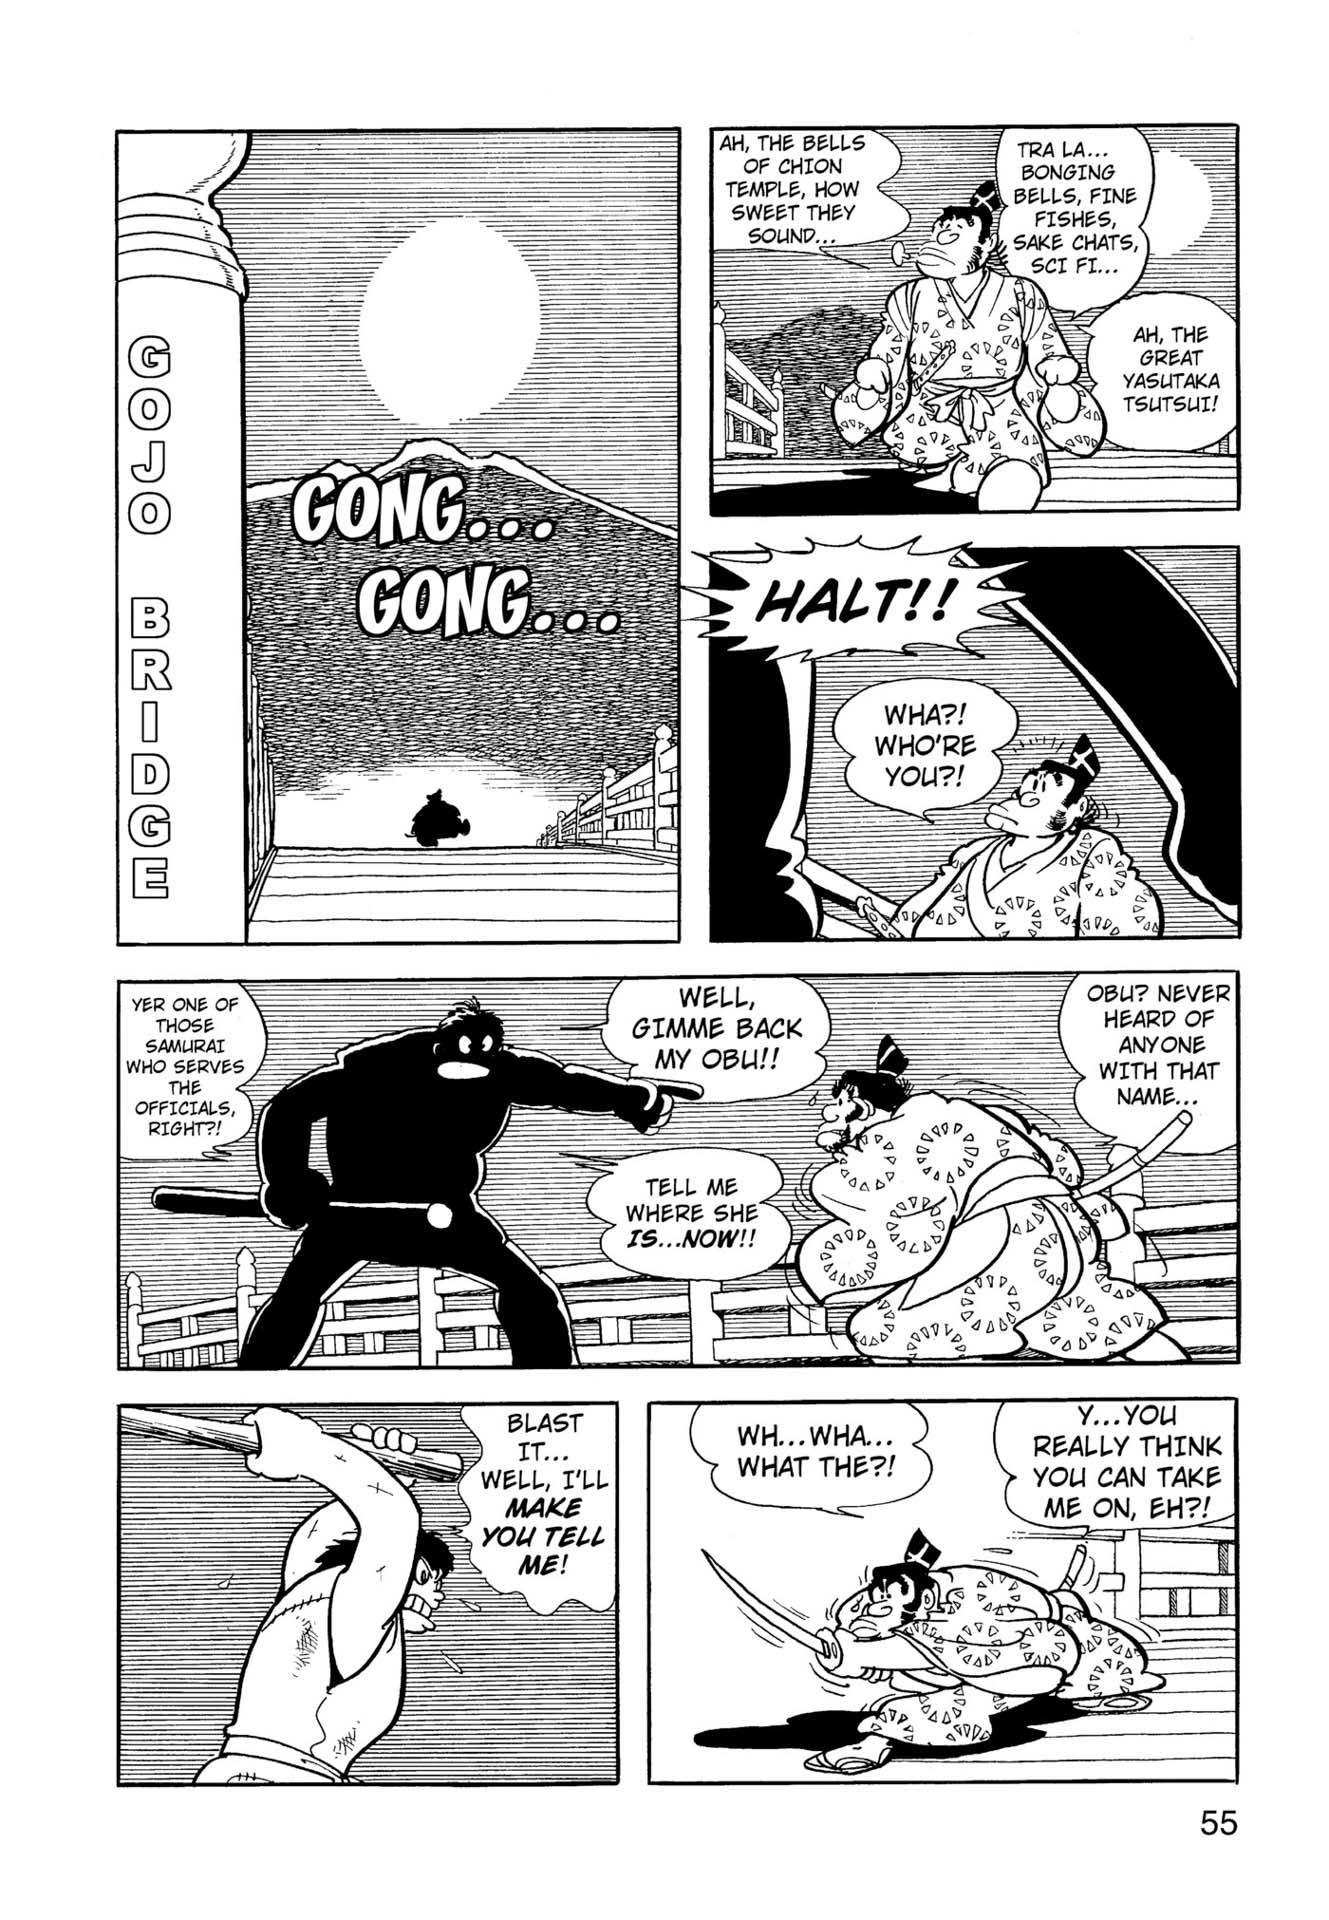 GOJO BRIDGE
GONG...
GONG...
AH, THE BELLS
OF CHION
TEMPLE, HOW
SWEET THEY
SOUND...
TRA LA...
BONGING
BELLS, FINE
FISHES,
SAKE CHATS,
SCI FI...
AH, THE
GREAT
YASUTAKA
TSUTSUI!
HALT!!
WHA?!
WHO'RE
YOU?!
YER ONE OF
THOSE
SAMURAI
WHO SERVES
THE
OFFICIALS,
RIGHT?!
WELL,
GIMME BACK
MY OBU!!
TELL ME
WHERE SHE
IS...NOW!!
OBU? NEVER
HEARD OF
ANYONE
WITH THAT
NAME...
BLAST
IT...
WELL, I'LL
MAKE
YOU TELL
ME!
WH...WHA...
WHAT THE?!
Y...YOU
REALLY THINK
YOU CAN TAKE
ME ON, EH?!
55